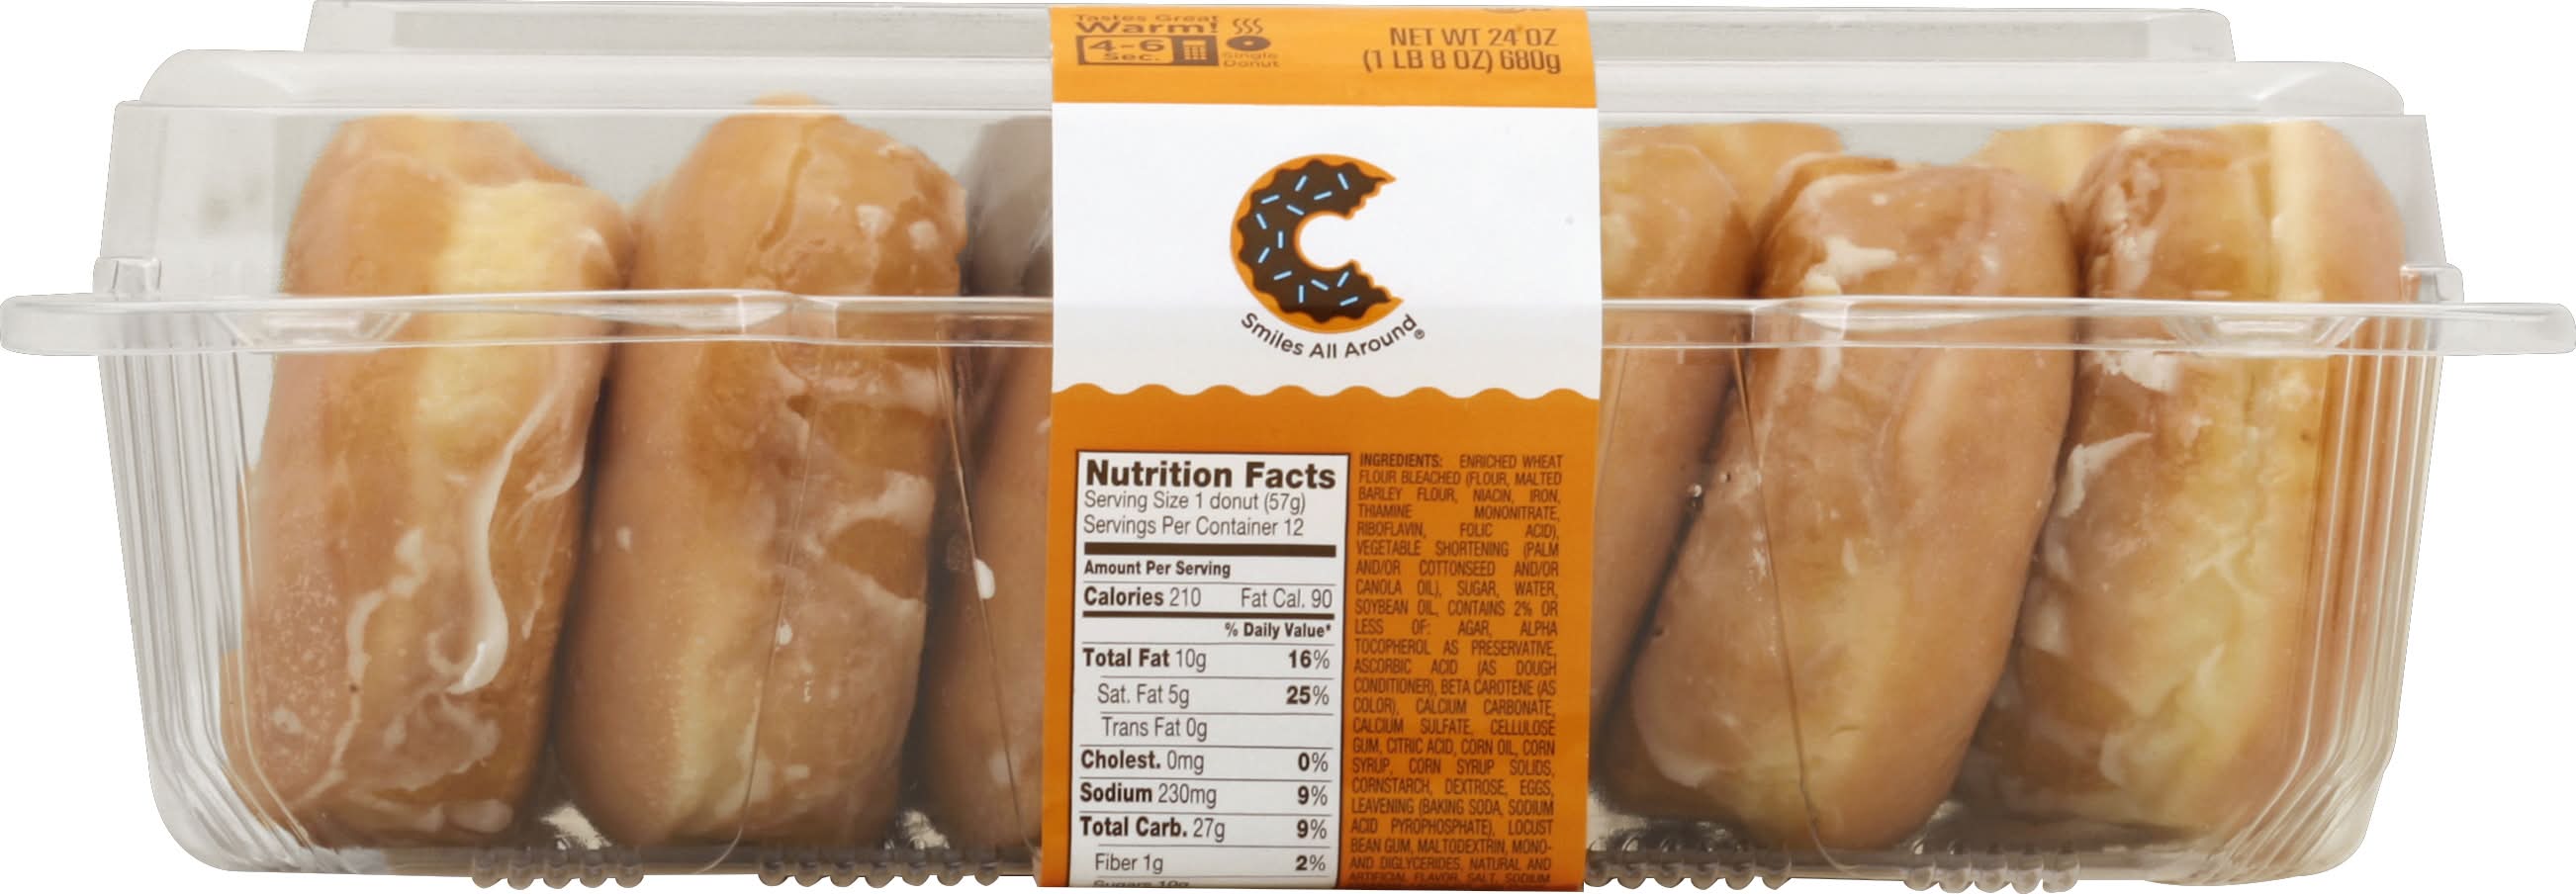 Tastes Great
Warm!
4-6
sec.
Single
Donut
NET WT 24 OZ
(1 LB 8 OZ) 680g
Smiles All Around®
Nutrition Facts
Serving Size 1 donut (57g)
Servings Per Container 12
Amount Per Serving
Calories 210 Fat Cal. 90
% Daily Value*
Total Fat 10g 16%
Sat. Fat 5g 25%
Trans Fat 0g
Cholest. 0mg 0%
Sodium 230mg 9%
Total Carb. 27g 9%
Fiber 1g 2%
Sugars 10g
INGREDIENTS: ENRICHED WHEAT
FLOUR BLEACHED (FLOUR, MALTED
BARLEY FLOUR, NIACIN, IRON,
THIAMINE MONONITRATE,
RIBOFLAVIN, FOLIC ACID),
VEGETABLE SHORTENING (PALM
AND/OR COTTONSEED AND/OR
CANOLA OIL), SUGAR, WATER,
SOYBEAN OIL, CONTAINS 2% OR
LESS OF: AGAR, ALPHA
TOCOPHEROL AS PRESERVATIVE,
ASCORBIC ACID (AS DOUGH
CONDITIONER), BETA CAROTENE (AS
COLOR), CALCIUM CARBONATE,
CALCIUM SULFATE, CELLULOSE
GUM, CITRIC ACID, CORN OIL, CORN
SYRUP, CORN SYRUP SOLIDS,
CORNSTARCH, DEXTROSE, EGGS,
LEAVENING (BAKING SODA, SODIUM
ACID PYROPHOSPHATE), LOCUST
BEAN GUM, MALTODEXTRIN, MONO-
AND DIGLYCERIDES, NATURAL AND
ARTIFICIAL FLAVOR, SALT, SODIUM